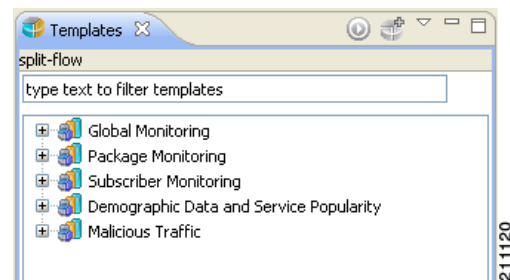 Templates
split-flow
type text to filter templates
Global Monitoring
Package Monitoring
Subscriber Monitoring
Demographic Data and Service Popularity
Malicious Traffic
211120